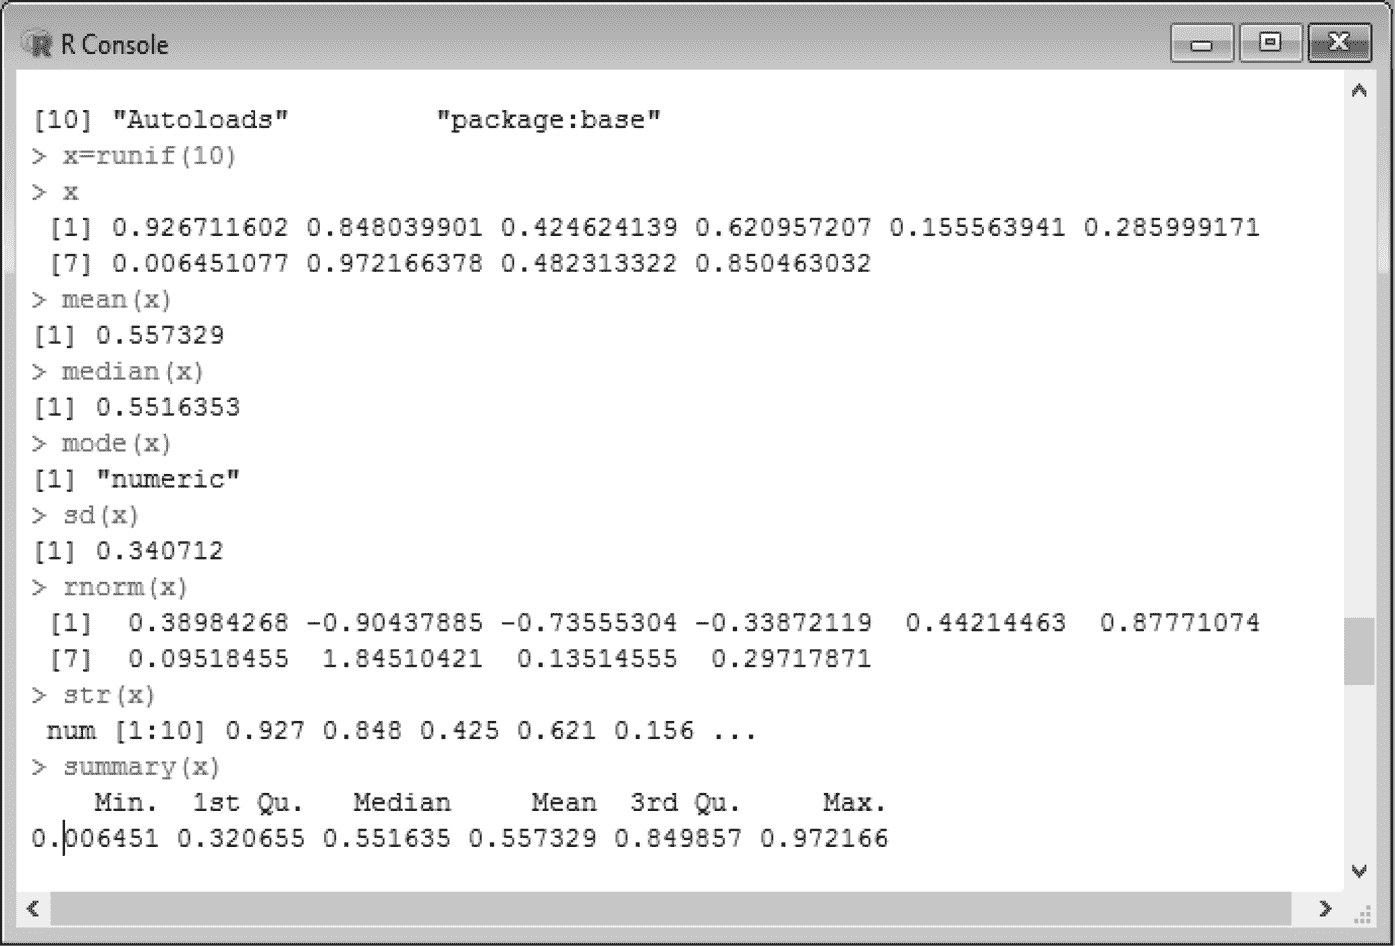 R Console
[10] "Autoloads" "package:base"
> x=runif(10)
> x
[1] 0.926711602 0.848039901 0.424624139 0.620957207 0.155563941 0.285999171
[7] 0.006451077 0.972166378 0.482313322 0.850463032
> mean(x)
[1] 0.557329
> median(x)
[1] 0.5516353
> mode(x)
[1] "numeric"
> sd(x)
[1] 0.340712
> rnorm(x)
[1] 0.38984268 -0.90437885 -0.73555304 -0.33872119 0.44214463 0.87771074
[7] 0.09518455 1.84510421 0.13514555 0.29717871
> str(x)
num [1:10] 0.927 0.848 0.425 0.621 0.156 ...
> summary(x)
Min. 1st Qu. Median Mean 3rd Qu. Max.
0.006451 0.320655 0.551635 0.557329 0.849857 0.972166